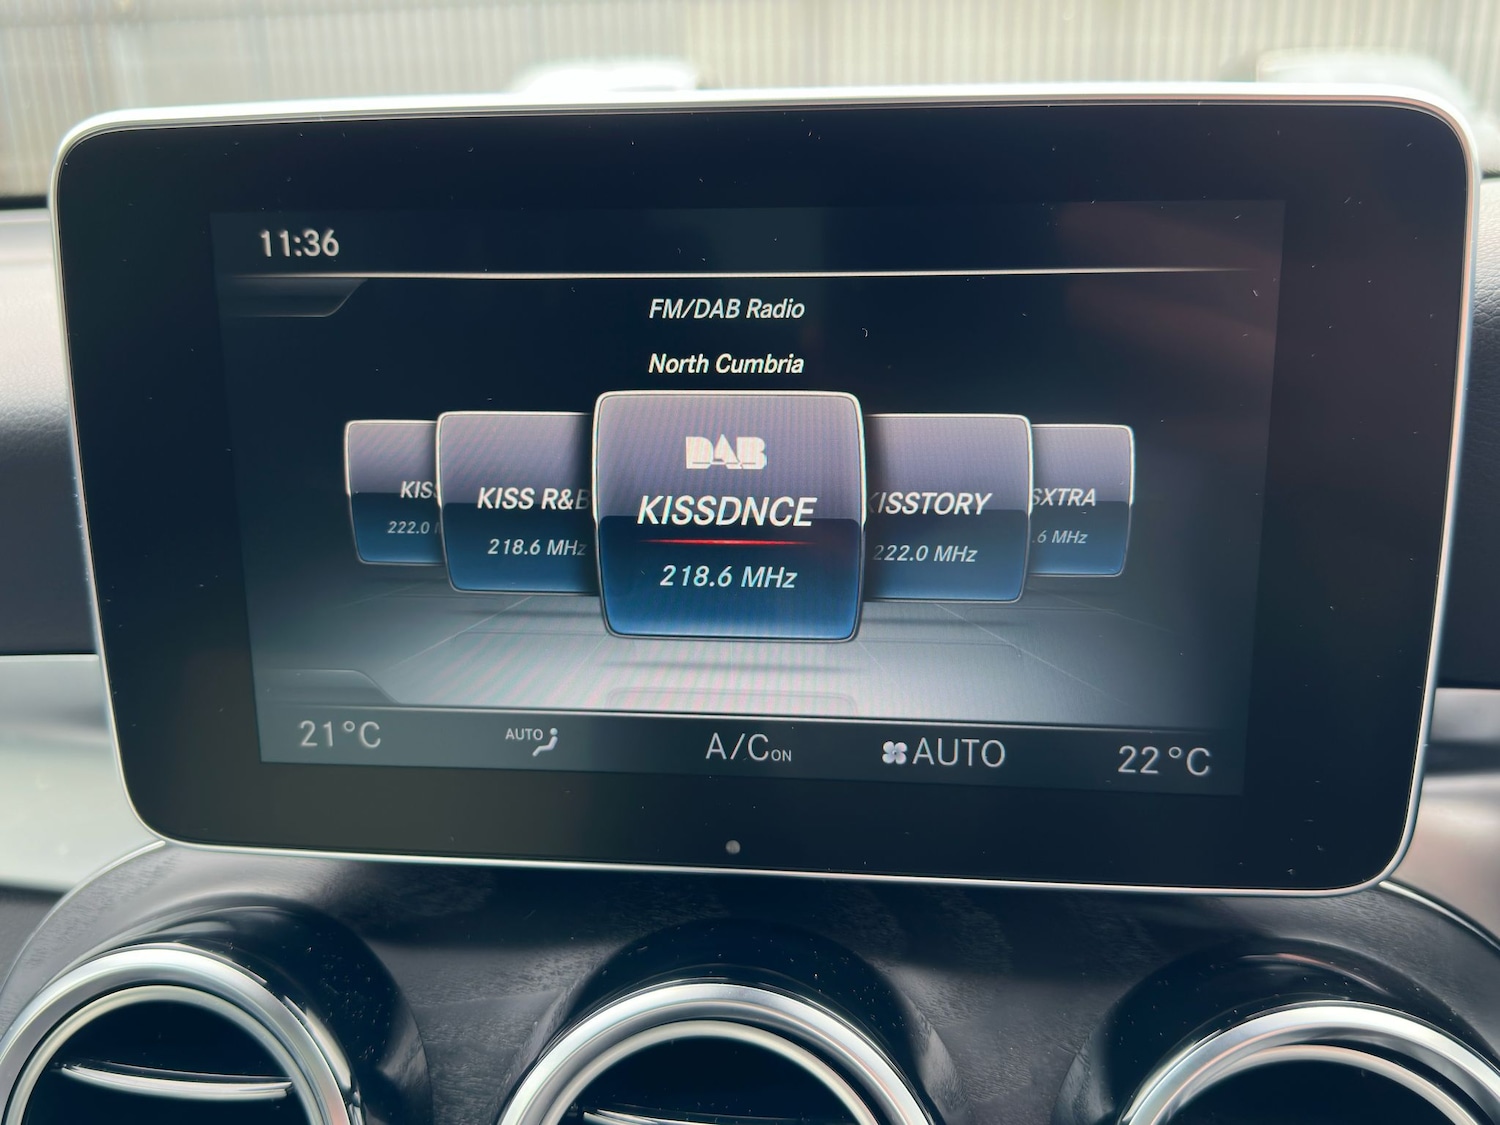 11:36
FM/DAB Radio
North Cumbria
DAB
KISS R&B KISSDNCE KISSTORY
218.6 MHz 218.6 MHz 222.0 MHz
21°C AUTO A/C ON AUTO 22°C